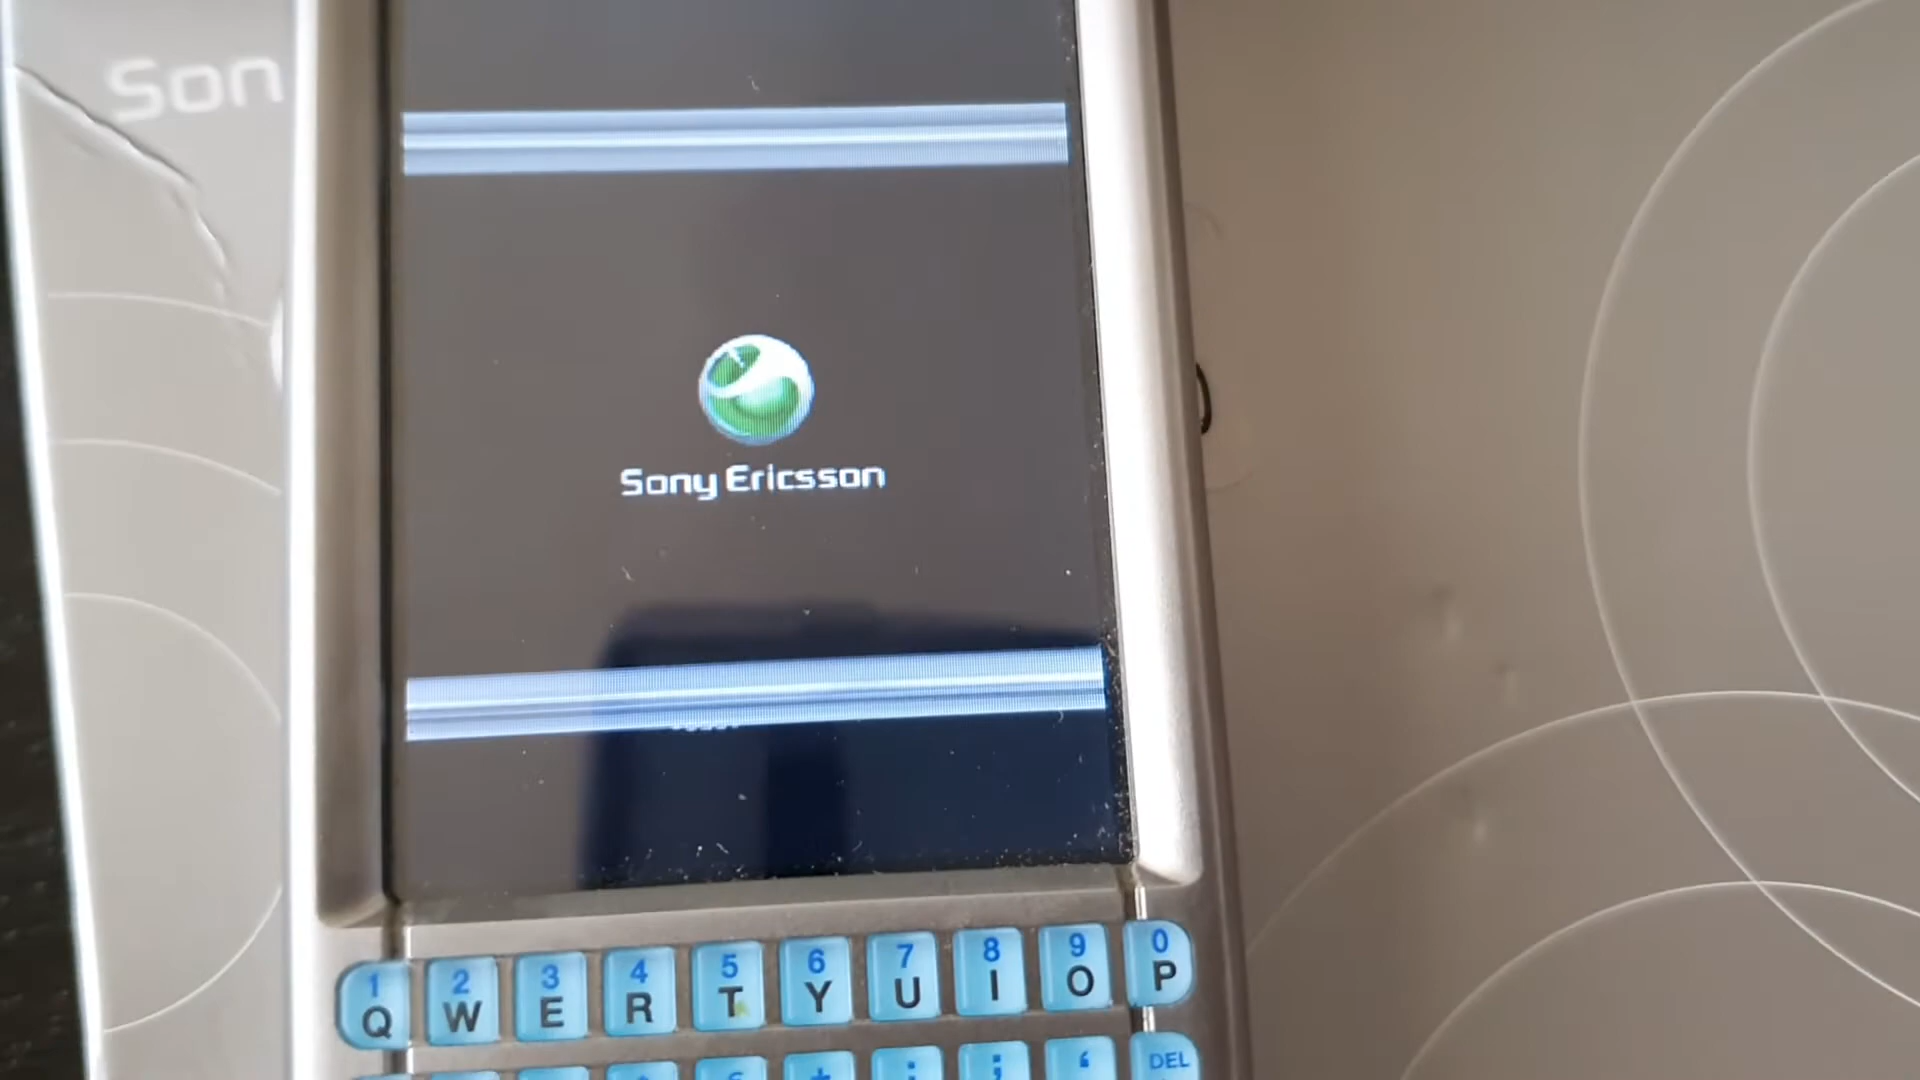 Son
Sony Ericsson
1 2 3 4 5 6 7 8 9 0
Q W E R T Y U I O P
DEL